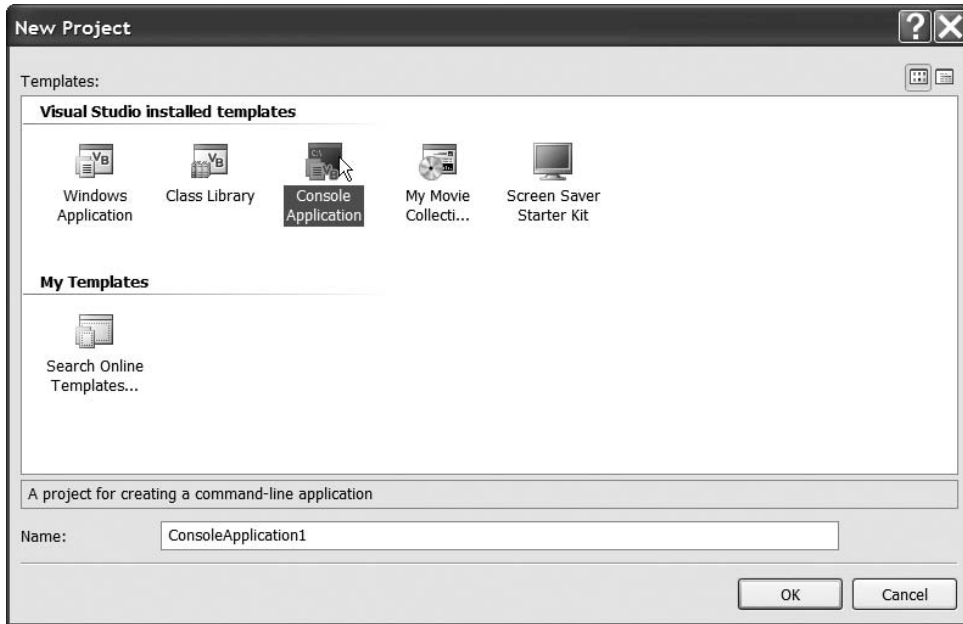 New Project
Templates:
Visual Studio installed templates
Windows
Application
Class Library
Console
Application
My Movie
Collecti...
Screen Saver
Starter Kit
My Templates
Search Online
Templates...
A project for creating a command-line application
Name:
ConsoleApplication1
OK
Cancel